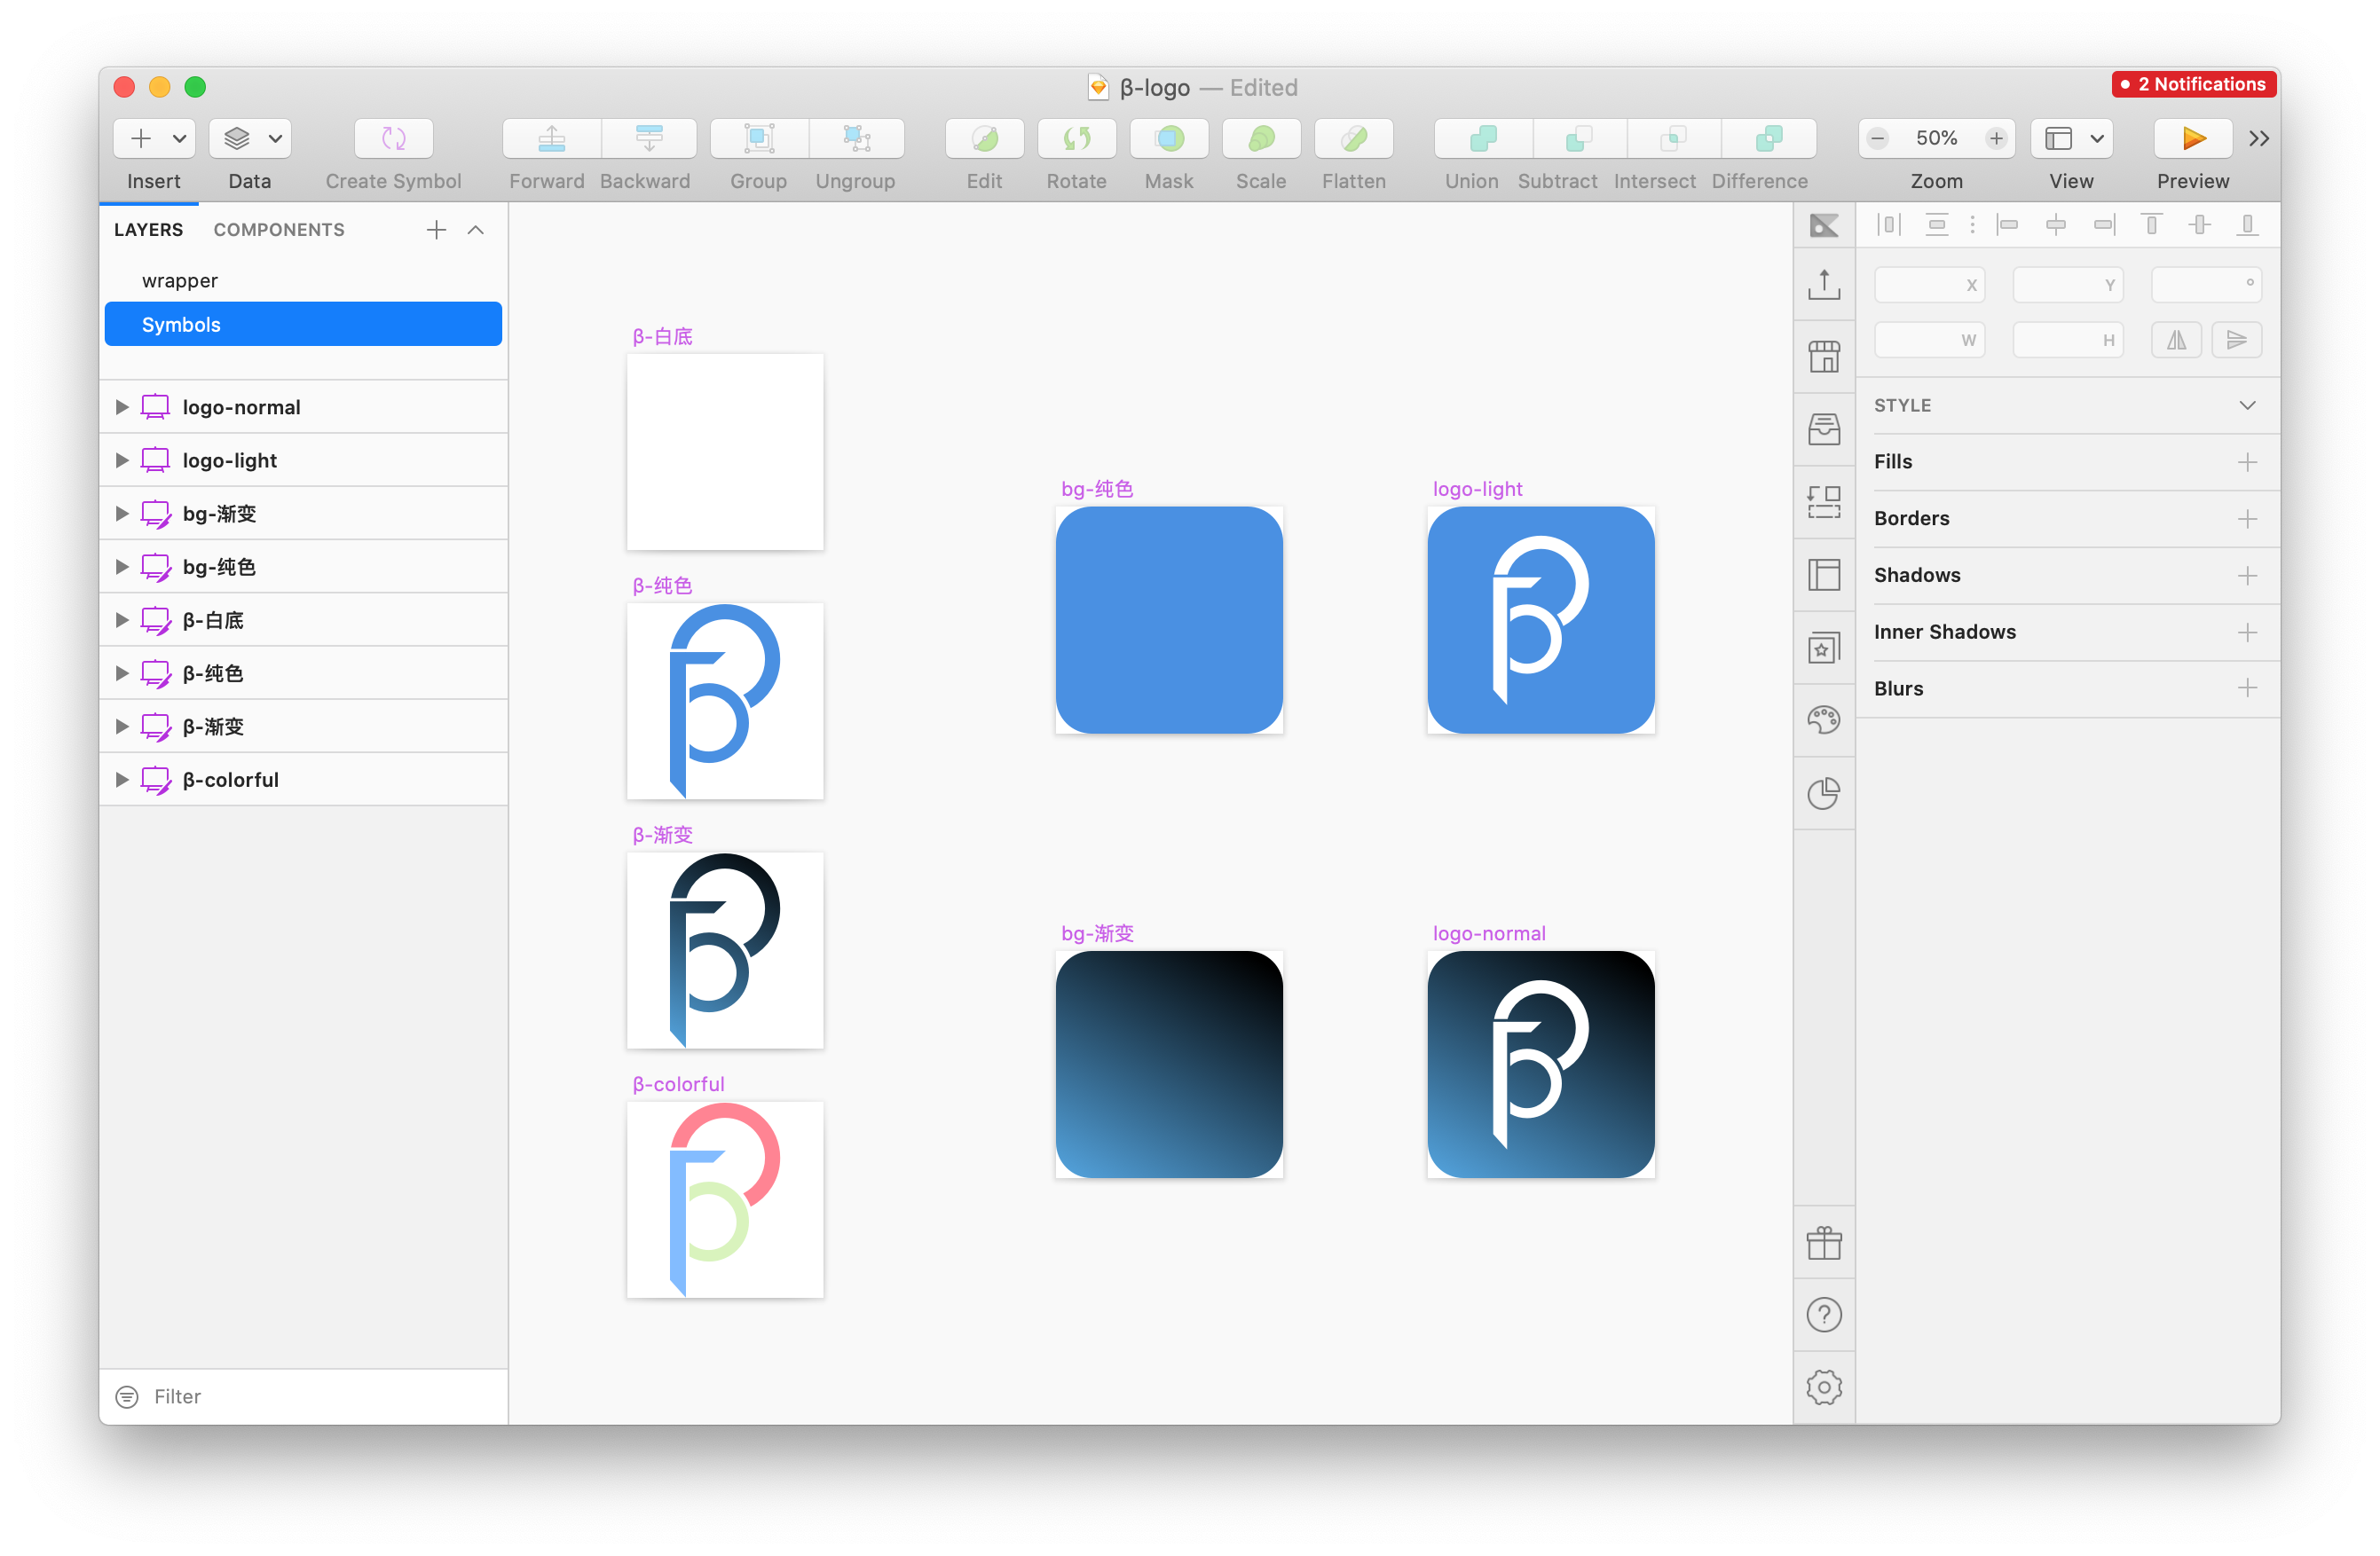 β-logo — Edited
2 Notifications
50%
Insert
Data
Create Symbol
Forward
Backward
Group
Ungroup
Edit
Rotate
Mask
Scale
Flatten
Union
Subtract
Intersect
Difference
Zoom
View
Preview
LAYERS
COMPONENTS
wrapper
Symbols
logo-normal
logo-light
bg-渐变
bg-纯色
β-白底
β-纯色
β-渐变
β-colorful
Filter
β-白底
β-纯色
β-渐变
β-colorful
bg-纯色
logo-light
bg-渐变
logo-normal
X
Y
°
W
H
STYLE
Fills
Borders
Shadows
Inner Shadows
Blurs